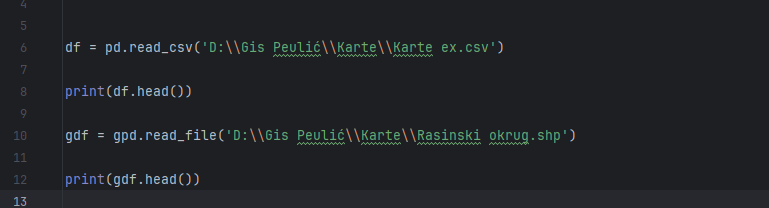 4
5
6 df = pd.read_csv('D:\\Gis Peulić\\Karte\\Karte ex.csv')
7
8 print(df.head())
9
10 gdf = gpd.read_file('D:\\Gis Peulić\\Karte\\Rasinski okrug.shp')
11
12 print(gdf.head())
13